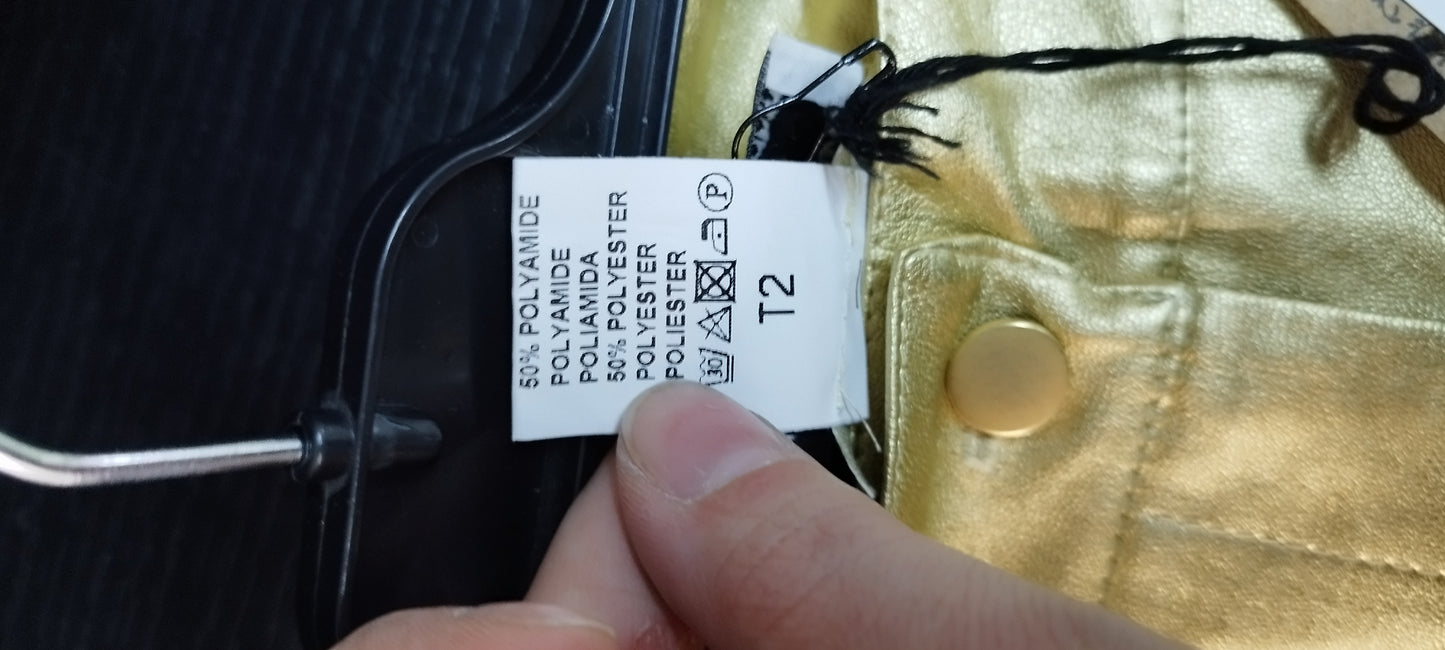 50% POLYAMIDE
POLYAMIDE
POLIAMIDA
50% POLYESTER
POLYESTER
POLIESTER
30 P
T2